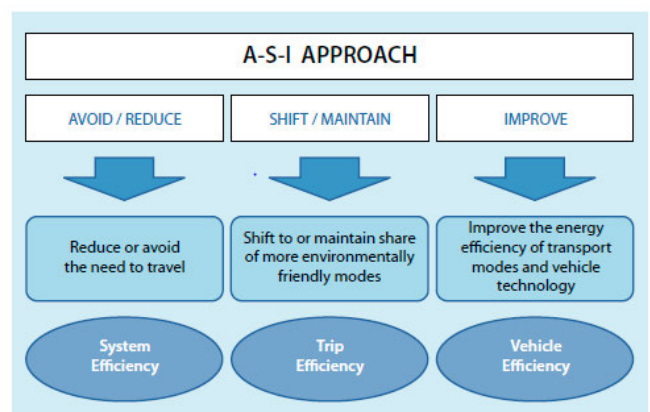 A-S-I APPROACH
AVOID / REDUCE
SHIFT / MAINTAIN
IMPROVE
Reduce or avoid
the need to travel
Shift to or maintain share
of more environmentally
friendly modes
Improve the energy
efficiency of transport
modes and vehicle
technology
System
Efficiency
Trip
Efficiency
Vehicle
Efficiency